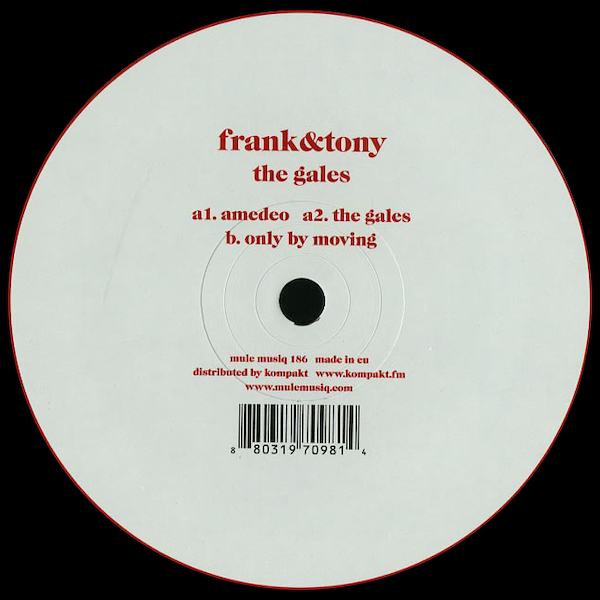 frank&tony
the gales
a1. amedeo a2. the gales
b. only by moving
mule musiq 186 made in eu
distributed by kompakt www.kompakt.fm
www.mulemusiq.com
8 80319 70981 4